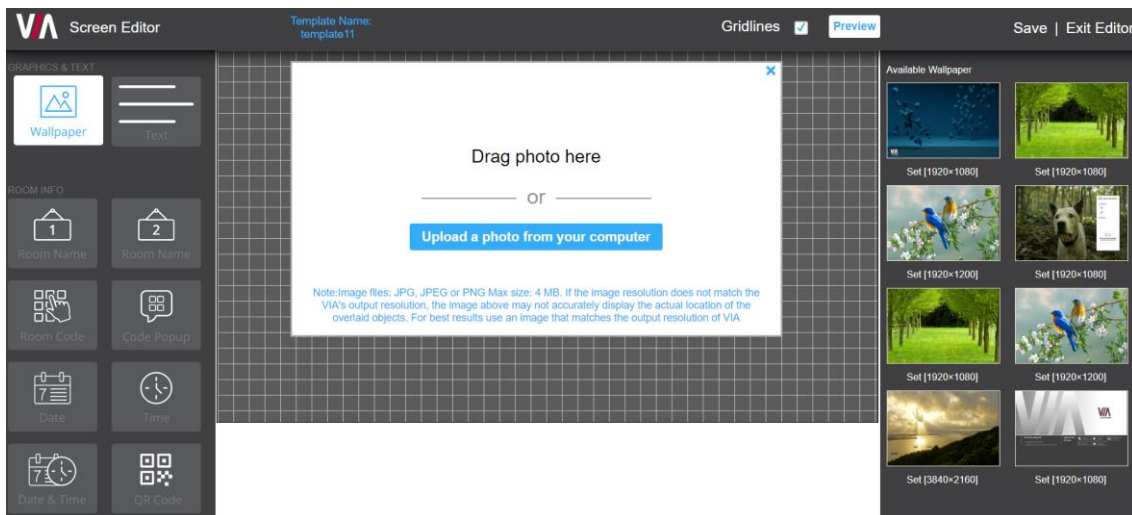 VIA Screen Editor
Template Name:
template11
Gridlines
Preview
Save | Exit Editor
GRAPHICS & TEXT
Wallpaper
Text
ROOM INFO
1
Room Name
2
Room Name
Room Code
Code Popup
7
Date
Time
7
Date & Time
QR Code
Drag photo here
or
Upload a photo from your computer
Note:Image files: JPG, JPEG or PNG Max size: 4 MB. If the image resolution does not match the
VIA's output resolution, the image above may not accurately display the actual location of the
overlaid objects. For best results use an image that matches the output resolution of VIA
Available Wallpaper
VIA
Set [1920×1080]
Set [1920×1080]
Set [1920×1200]
Set [1920×1080]
Set [1920×1080]
Set [1920×1200]
VIA
Set [3840×2160]
Set [1920×1080]